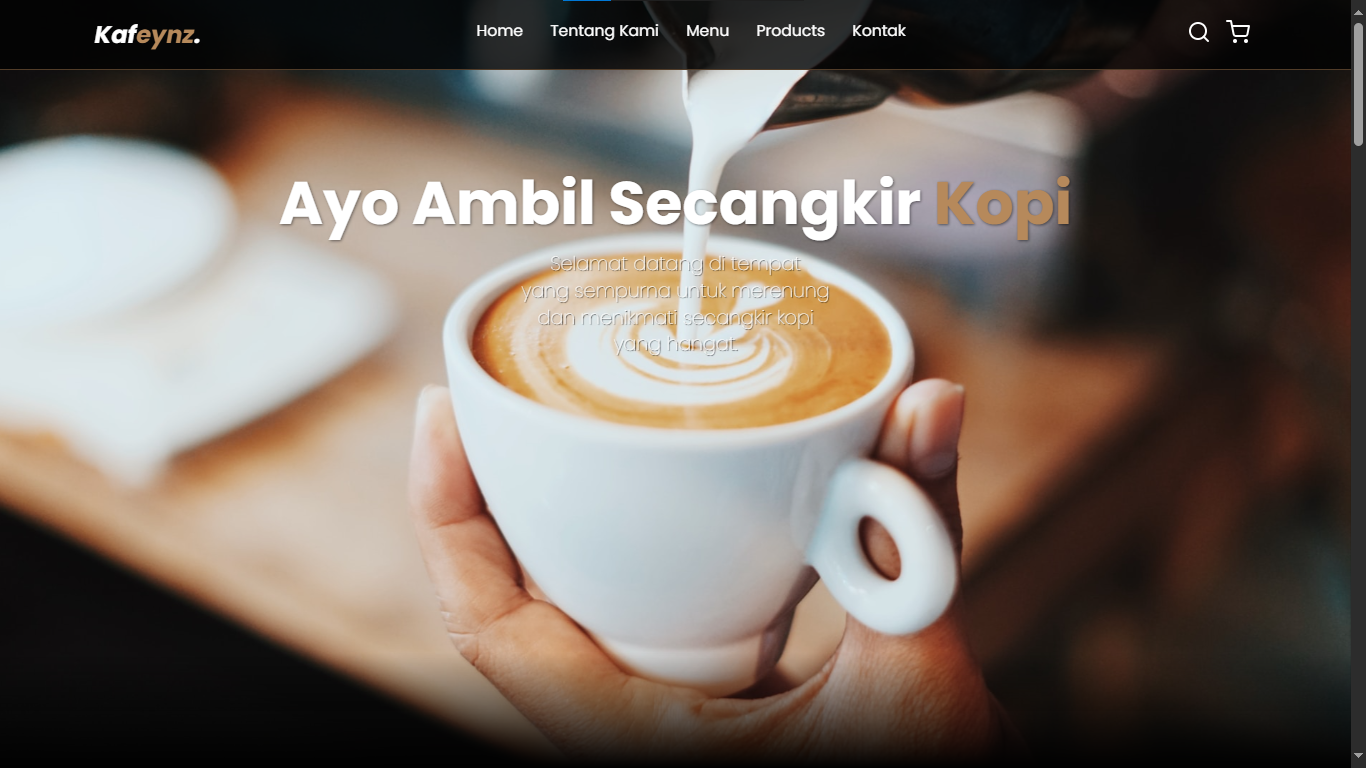 Kafeynz.
Home Tentang Kami Menu Products Kontak
Ayo Ambil Secangkir Kopi
Selamat datang di tempat
yang sempurna untuk merenung
dan menikmati secangkir kopi
yang hangat.